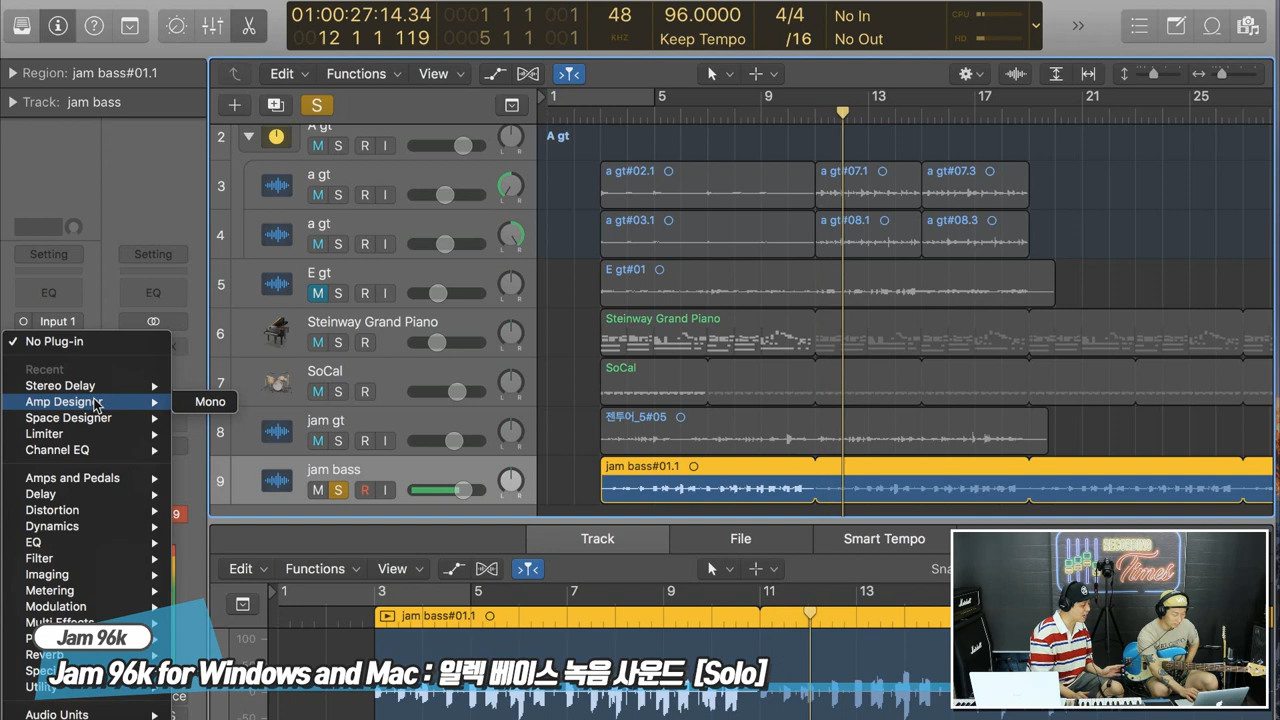 01:00:27:14.34
12 1 1 119
0001 1 1 001
0005 1 1 001
48
KHZ
96.0000
Keep Tempo
4/4
/16
No In
No Out
CPU
HD
Region: jam bass#01.1
Track: jam bass
Edit
Functions
View
S
1
5
9
13
17
21
25
2
A gt
M S R I
A gt
3
a gt
M S R I
a gt#02.1
a gt#07.1
a gt#07.3
4
a gt
M S R I
a gt#03.1
a gt#08.1
a gt#08.3
5
E gt
M S R I
E gt#01
6
Steinway Grand Piano
M S R
Steinway Grand Piano
7
SoCal
M S R
SoCal
8
jam gt
M S R I
젠투어_5#05
9
jam bass
M S R I
jam bass#01.1
Setting
Setting
EQ
EQ
Input 1
No Plug-in
Recent
Stereo Delay
Amp Designer
Mono
Space Designer
Limiter
Channel EQ
Amps and Pedals
Delay
Distortion
Dynamics
EQ
Filter
Imaging
Metering
Modulation
Multi Effects
Reverb
Audio Units
Track
File
Smart Tempo
Edit
Functions
View
1
3
5
7
9
11
13
jam bass#01.1
100
50
RECORDING
Times
Marshall
Jam 96k
Jam 96k for Windows and Mac : 일렉 베이스 녹음 사운드 [Solo]